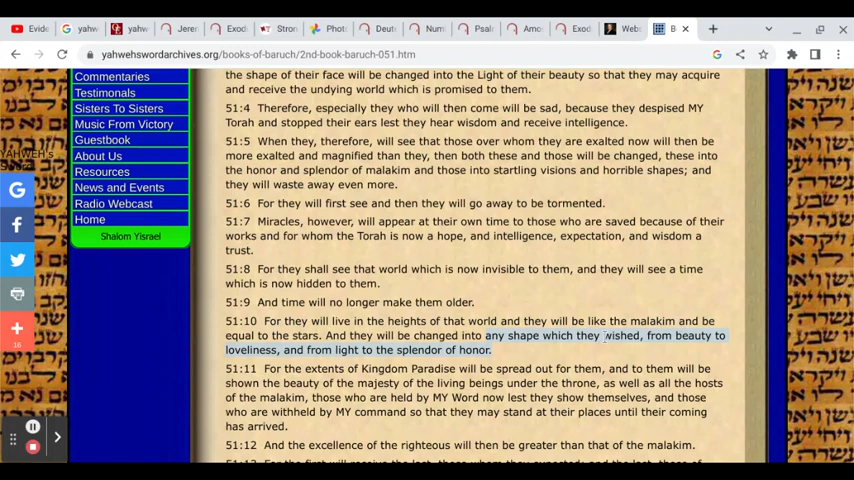 Evide
yahw
yahw
Jerem
Exod
Stron
Photo
Deute
Num
Psal
Amo
Exod
Webs
B
yahwehswordarchives.org/books-of-baruch/2nd-book-baruch-051.htm
Commentaries
Testimonials
Sisters To Sisters
Music From Victory
Guestbook
About Us
Resources
News and Events
Radio Webcast
Home
Shalom Yisrael
YAHWEH's
16
the shape of their face will be changed into the Light of their beauty so that they may acquire
and receive the undying world which is promised to them.
51:4 Therefore, especially they who will then come will be sad, because they despised MY
Torah and stopped their ears lest they hear wisdom and receive intelligence.
51:5 When they, therefore, will see that those over whom they are exalted now will then be
more exalted and magnified than they, then both these and those will be changed, these into
the honor and splendor of malakim and those into startling visions and horrible shapes; and
they will waste away even more.
51:6 For they will first see and then they will go away to be tormented.
51:7 Miracles, however, will appear at their own time to those who are saved because of their
works and for whom the Torah is now a hope, and intelligence, expectation, and wisdom a
trust.
51:8 For they shall see that world which is now invisible to them, and they will see a time
which is now hidden to them.
51:9 And time will no longer make them older.
51:10 For they will live in the heights of that world and they will be like the malakim and be
equal to the stars. And they will be changed into any shape which they wished, from beauty to
loveliness, and from light to the splendor of honor.
51:11 For the extents of Kingdom Paradise will be spread out for them, and to them will be
shown the beauty of the majesty of the living beings under the throne, as well as all the hosts
of the malakim, those who are held by MY Word now lest they show themselves, and those
who are withheld by MY command so that they may stand at their places until their coming
has arrived.
51:12 And the excellence of the righteous will then be greater than that of the malakim.